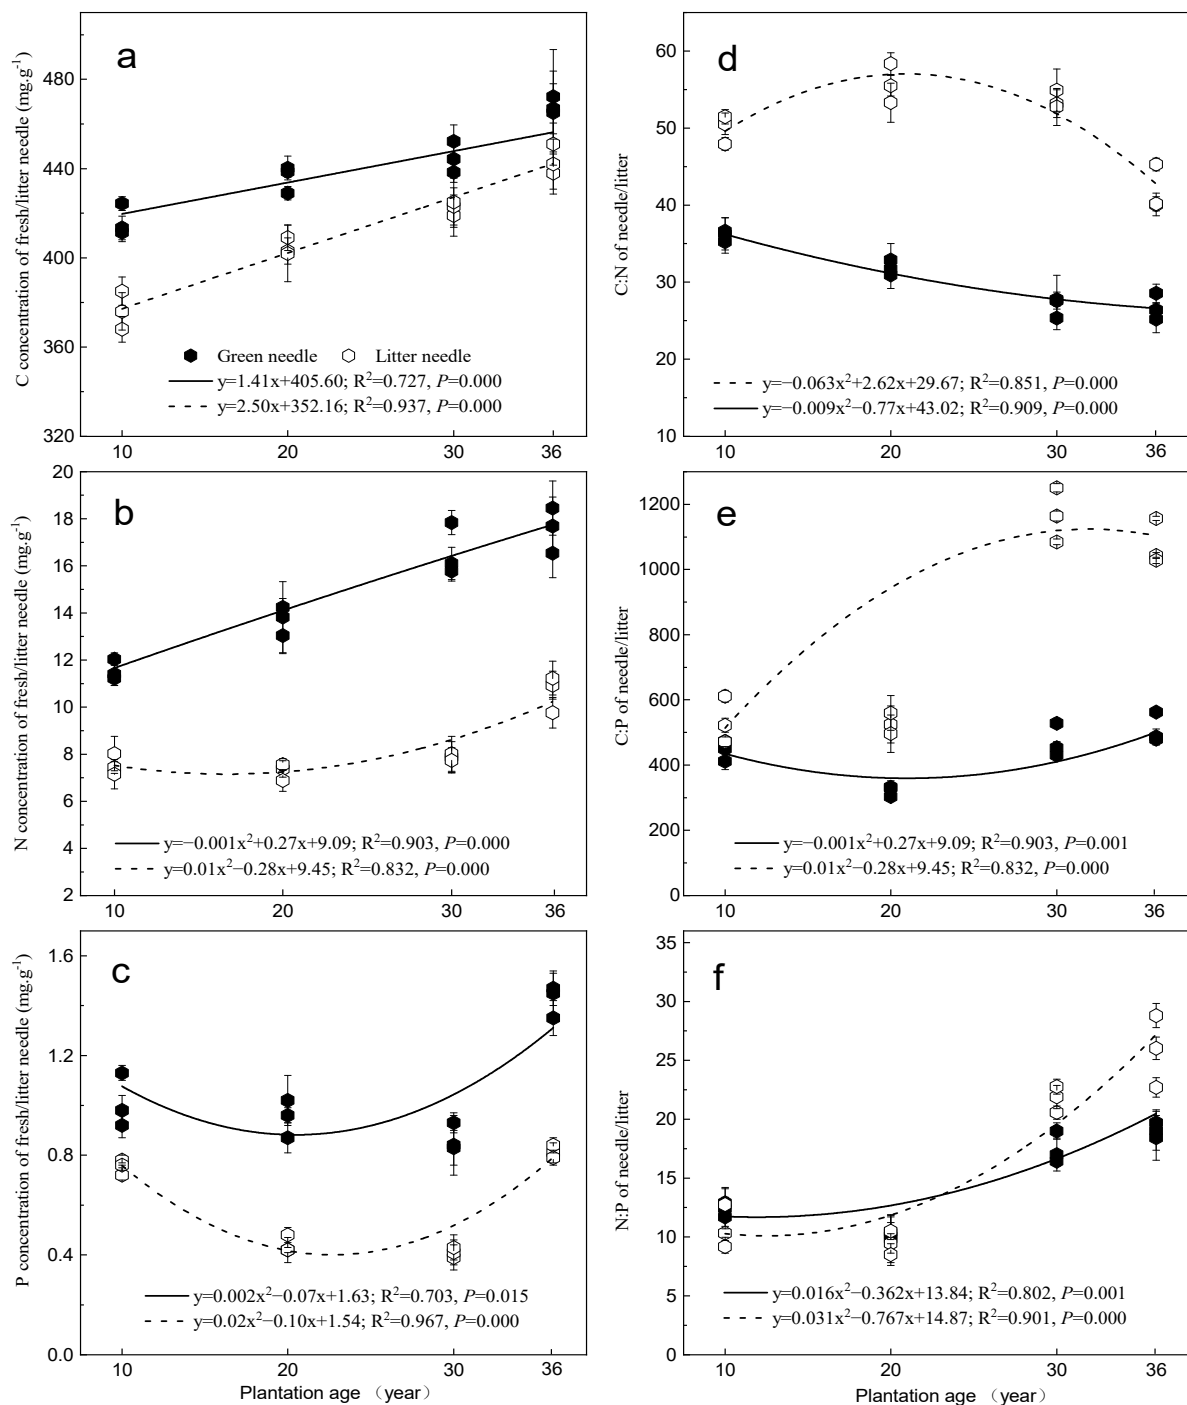 a
C concentration of fresh/litter needle (mg.g⁻¹)
480
440
400
360
320
Green needle Litter needle
y=1.41x+405.60; R²=0.727, P=0.000
y=2.50x+352.16; R²=0.937, P=0.000
10 20 30 36
d
C:N of needle/litter
60
50
40
30
20
10
y=−0.063x²+2.62x+29.67; R²=0.851, P=0.000
y=−0.009x²−0.77x+43.02; R²=0.909, P=0.000
10 20 30 36
b
N concentration of fresh/litter needle (mg.g⁻¹)
20
18
16
14
12
10
8
6
4
2
y=−0.001x²+0.27x+9.09; R²=0.903, P=0.000
y=0.01x²−0.28x+9.45; R²=0.832, P=0.000
10 20 30 36
e
C:P of needle/litter
1200
1000
800
600
400
200
0
y=−0.001x²+0.27x+9.09; R²=0.903, P=0.001
y=0.01x²−0.28x+9.45; R²=0.832, P=0.000
10 20 30 36
c
P concentration of fresh/litter needle (mg.g⁻¹)
1.6
1.2
0.8
0.4
0.0
y=0.002x²−0.07x+1.63; R²=0.703, P=0.015
y=0.02x²−0.10x+1.54; R²=0.967, P=0.000
10 20 30 36
Plantation age （year）
f
N:P of needle/litter
35
30
25
20
15
10
5
0
y=0.016x²−0.362x+13.84; R²=0.802, P=0.001
y=0.031x²−0.767x+14.87; R²=0.901, P=0.000
10 20 30 36
Plantation age （year）